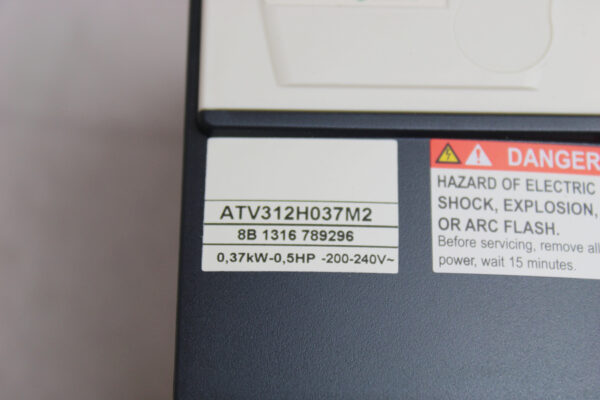 ATV312H037M2
8B 1316 789296
0,37kW-0,5HP -200-240V~
DANGER
HAZARD OF ELECTRIC
SHOCK, EXPLOSION,
OR ARC FLASH.
Before servicing, remove all
power, wait 15 minutes.